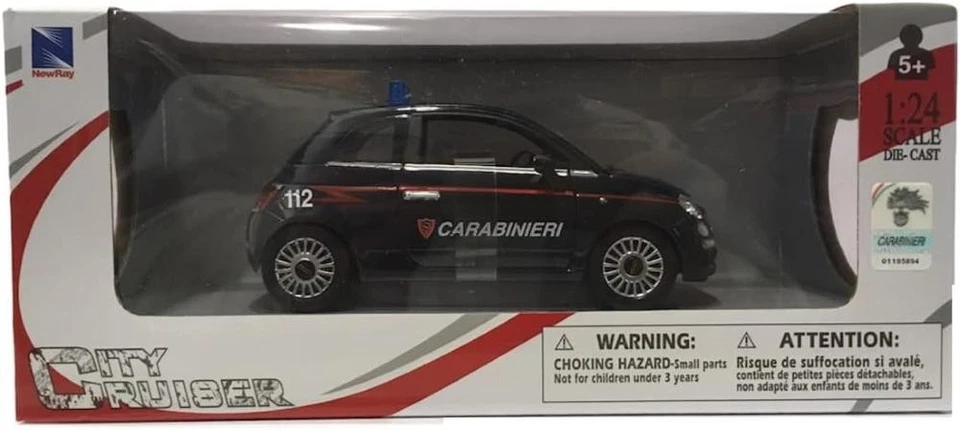 NewRay
5+
1:24
SCALE
DIE-CAST
112
CARABINIERI
CARABINIERI
01195894
CITY
CRUISER
WARNING:
CHOKING HAZARD-Small parts
Not for children under 3 years
ATTENTION:
Risque de suffocation si avalé,
contient de petites pièces détachables,
non adapté aux enfants de moins de 3 ans.